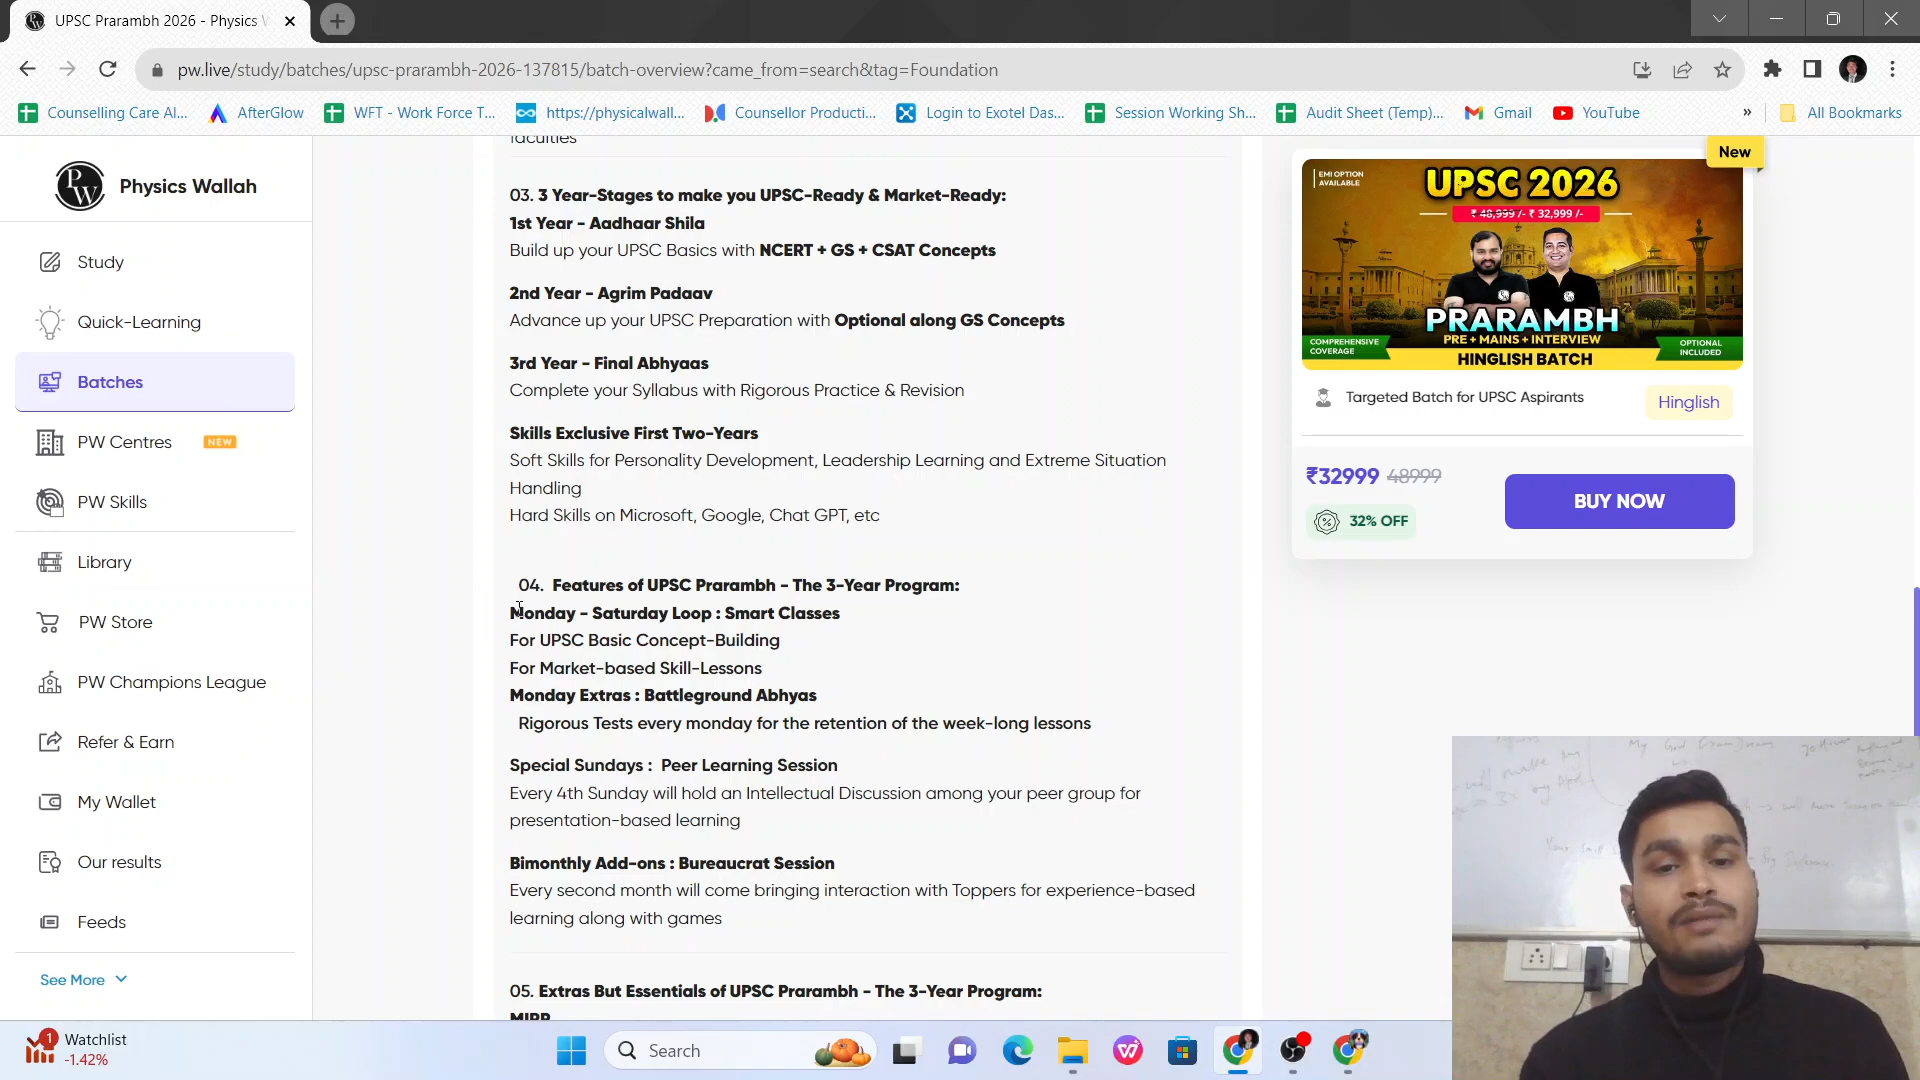 UPSC Prarambh 2026 - Physics W
pw.live/study/batches/upsc-prarambh-2026-137815/batch-overview?came_from=search&tag=Foundation
Counselling Care Al...
AfterGlow
WFT - Work Force T...
https://physicalwall...
Counsellor Producti...
Login to Exotel Das...
Session Working Sh...
Audit Sheet (Temp)...
Gmail
YouTube
»
All Bookmarks
Physics Wallah
Study
Quick-Learning
Batches
PW Centres NEW
PW Skills
Library
PW Store
PW Champions League
Refer & Earn
My Wallet
Our results
Feeds
See More
faculties
03. 3 Year-Stages to make you UPSC-Ready & Market-Ready:
1st Year - Aadhaar Shila
Build up your UPSC Basics with NCERT + GS + CSAT Concepts
2nd Year - Agrim Padaav
Advance up your UPSC Preparation with Optional along GS Concepts
3rd Year - Final Abhyaas
Complete your Syllabus with Rigorous Practice & Revision
Skills Exclusive First Two-Years
Soft Skills for Personality Development, Leadership Learning and Extreme Situation
Handling
Hard Skills on Microsoft, Google, Chat GPT, etc
04. Features of UPSC Prarambh - The 3-Year Program:
Monday - Saturday Loop : Smart Classes
For UPSC Basic Concept-Building
For Market-based Skill-Lessons
Monday Extras : Battleground Abhyas
Rigorous Tests every monday for the retention of the week-long lessons
Special Sundays : Peer Learning Session
Every 4th Sunday will hold an Intellectual Discussion among your peer group for
presentation-based learning
Bimonthly Add-ons : Bureaucrat Session
Every second month will come bringing interaction with Toppers for experience-based
learning along with games
05. Extras But Essentials of UPSC Prarambh - The 3-Year Program:
MIPP
New
EMI OPTION
AVAILABLE
UPSC 2026
₹ 48,999 /- ₹ 32,999 /-
PRARAMBH
PRE + MAINS + INTERVIEW
HINGLISH BATCH
COMPREHENSIVE
COVERAGE
OPTIONAL
INCLUDED
Targeted Batch for UPSC Aspirants
Hinglish
₹32999 48999
32% OFF
BUY NOW
1
Watchlist
-1.42%
Search